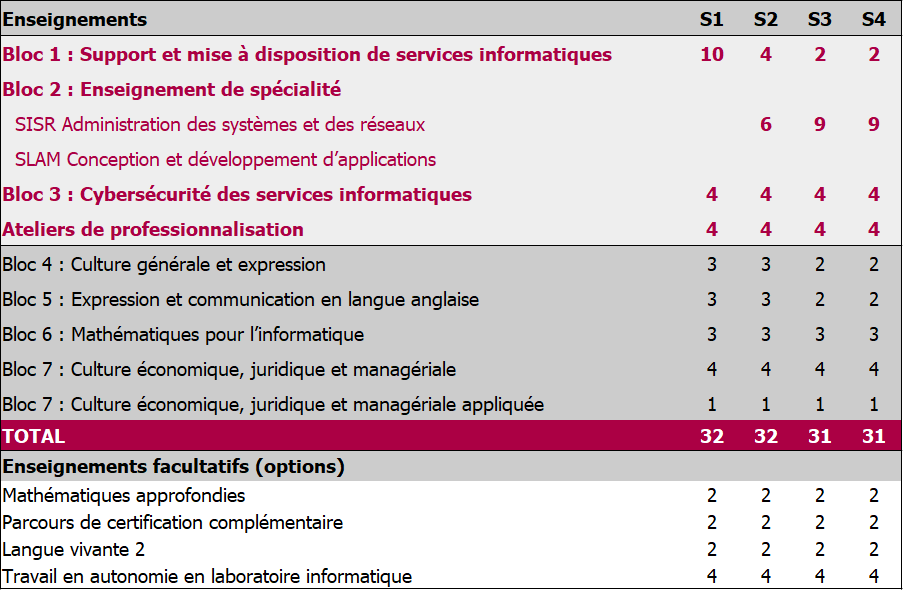 Enseignements S1 S2 S3 S4
Bloc 1 : Support et mise à disposition de services informatiques 10 4 2 2
Bloc 2 : Enseignement de spécialité
SISR Administration des systèmes et des réseaux 6 9 9
SLAM Conception et développement d’applications
Bloc 3 : Cybersécurité des services informatiques 4 4 4 4
Ateliers de professionnalisation 4 4 4 4
Bloc 4 : Culture générale et expression 3 3 2 2
Bloc 5 : Expression et communication en langue anglaise 3 3 2 2
Bloc 6 : Mathématiques pour l’informatique 3 3 3 3
Bloc 7 : Culture économique, juridique et managériale 4 4 4 4
Bloc 7 : Culture économique, juridique et managériale appliquée 1 1 1 1
TOTAL 32 32 31 31
Enseignements facultatifs (options)
Mathématiques approfondies 2 2 2 2
Parcours de certification complémentaire 2 2 2 2
Langue vivante 2 2 2 2 2
Travail en autonomie en laboratoire informatique 4 4 4 4